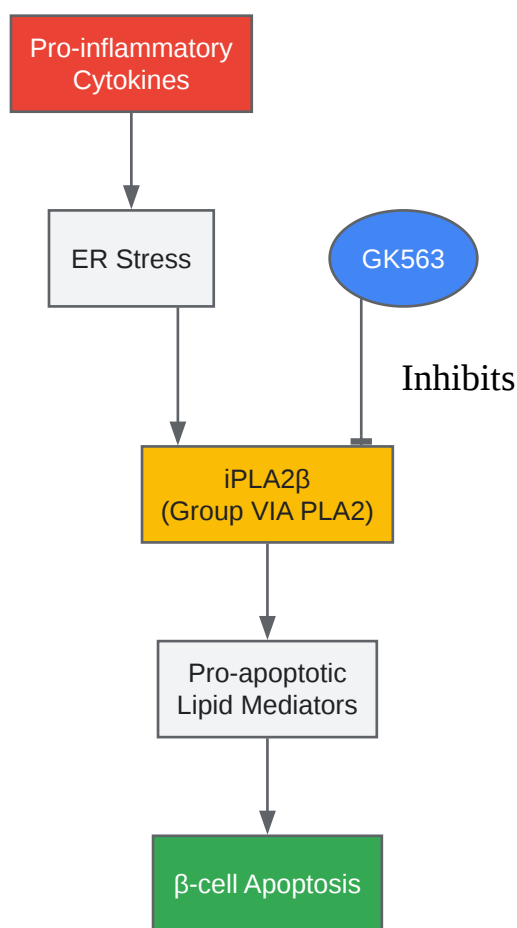 Pro-inflammatory
Cytokines
ER Stress
GK563
Inhibits
iPLA2β
(Group VIA PLA2)
Pro-apoptotic
Lipid Mediators
β-cell Apoptosis